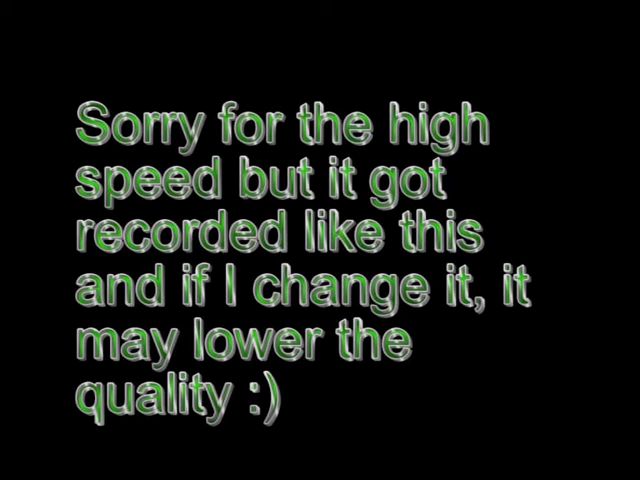 Sorry for the high
speed but it got
recorded like this
and if I change it, it
may lower the
quality :)